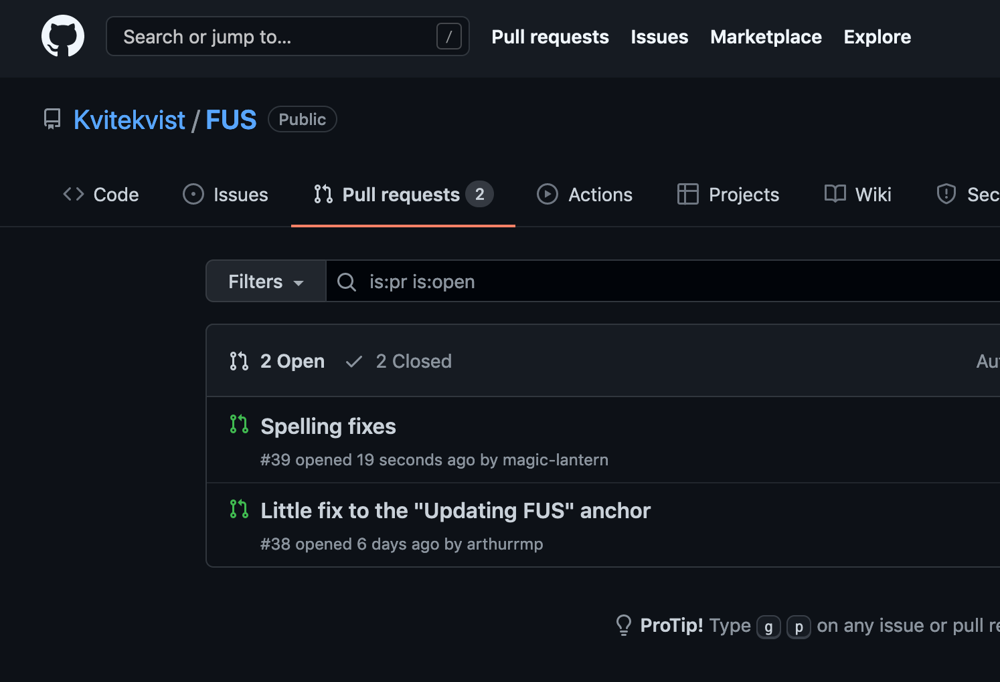 Search or jump to... / Pull requests Issues Marketplace Explore
Kvitekvist / FUS Public
Code Issues Pull requests 2 Actions Projects Wiki Sec
Filters is:pr is:open
2 Open 2 Closed Au
Spelling fixes
#39 opened 19 seconds ago by magic-lantern
Little fix to the "Updating FUS" anchor
#38 opened 6 days ago by arthurrmp
ProTip! Type g p on any issue or pull re